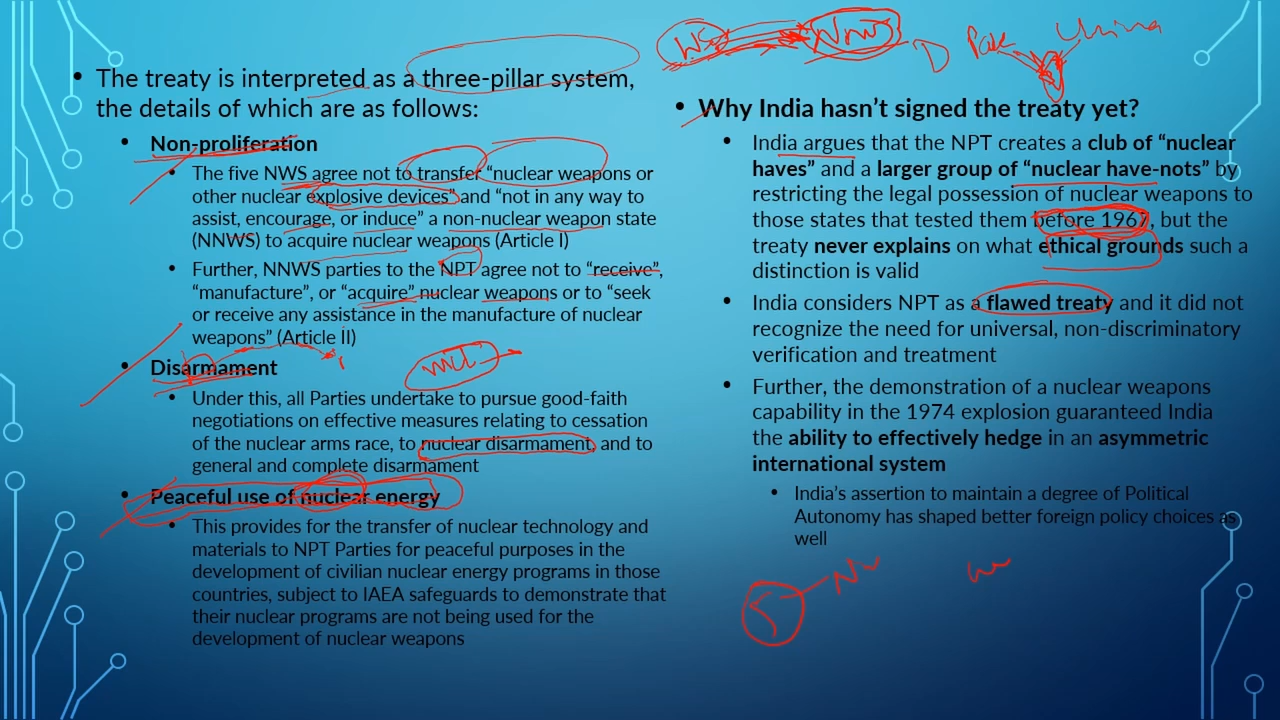 • The treaty is interpreted as a three-pillar system,
the details of which are as follows:
• Non-proliferation
• The five NWS agree not to transfer “nuclear weapons or
other nuclear explosive devices” and “not in any way to
assist, encourage, or induce” a non-nuclear weapon state
(NNWS) to acquire nuclear weapons (Article I)
• Further, NNWS parties to the NPT agree not to “receive”,
“manufacture”, or “acquire” nuclear weapons or to “seek
or receive any assistance in the manufacture of nuclear
weapons” (Article II)
• Disarmament
• Under this, all Parties undertake to pursue good-faith
negotiations on effective measures relating to cessation
of the nuclear arms race, to nuclear disarmament, and to
general and complete disarmament
• Peaceful use of nuclear energy
• This provides for the transfer of nuclear technology and
materials to NPT Parties for peaceful purposes in the
development of civilian nuclear energy programs in those
countries, subject to IAEA safeguards to demonstrate that
their nuclear programs are not being used for the
development of nuclear weapons
Pak China
• Why India hasn’t signed the treaty yet?
• India argues that the NPT creates a club of “nuclear
haves” and a larger group of “nuclear have-nots” by
restricting the legal possession of nuclear weapons to
those states that tested them before 1967, but the
treaty never explains on what ethical grounds such a
distinction is valid
• India considers NPT as a flawed treaty and it did not
recognize the need for universal, non-discriminatory
verification and treatment
• Further, the demonstration of a nuclear weapons
capability in the 1974 explosion guaranteed India
the ability to effectively hedge in an asymmetric
international system
• India’s assertion to maintain a degree of Political
Autonomy has shaped better foreign policy choices as
well
5